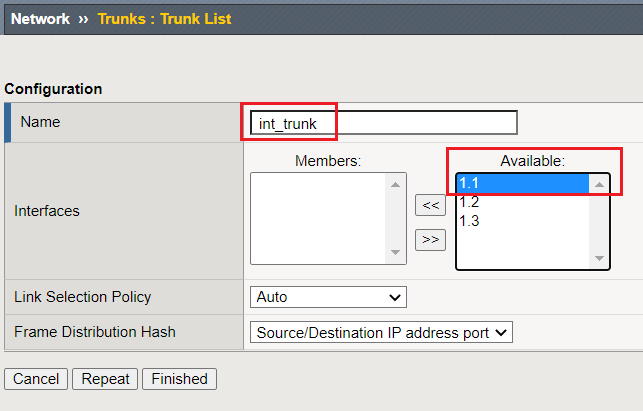 Network ›› Trunks : Trunk List
Configuration
Name
int_trunk
Members:
Available:
Interfaces
<<
>>
1.1
1.2
1.3
Link Selection Policy
Auto
Frame Distribution Hash
Source/Destination IP address port
Cancel
Repeat
Finished